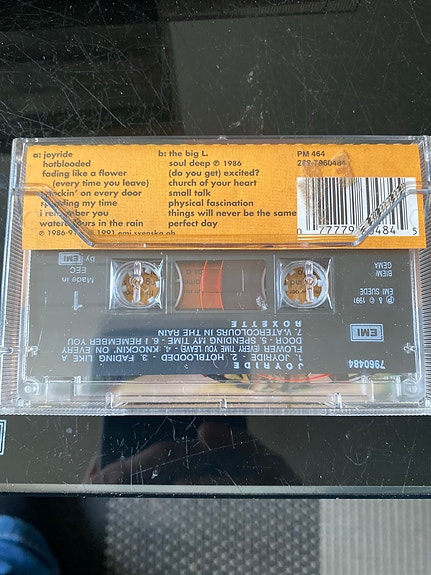 a: joyride
hotblooded
fading like a flower
(every time you leave)
knockin' on every door
spending my time
i remember you
watercolours in the rain
℗ 1986-91 © 1991 emi svenska ab
b: the big L.
soul deep ℗ 1986
(do you get) excited?
church of your heart
small talk
physical fascination
things will never be the same
perfect day
PM 464
289-7960484
0 77779 60484 5
JOYRIDE
1. JOYRIDE - 2. HOTBLOODED - 3. FADING LIKE A
FLOWER (EVERY TIME YOU LEAVE) - 4. KNOCKIN' ON EVERY
DOOR - 5. SPENDING MY TIME - 6. I REMEMBER YOU
7. WATERCOLOURS IN THE RAIN
ROXETTE
7960484
EMI
℗ & © 1991
EMI SUEDE
BIEM/
GEMA
1
Made in
EEC
by
EMI